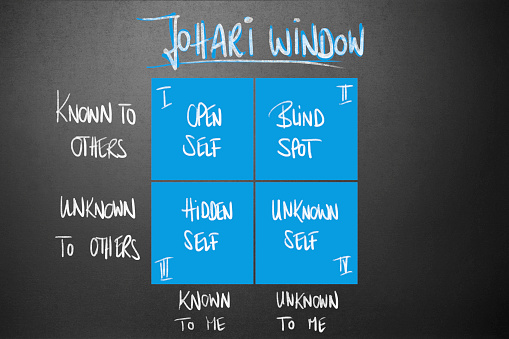 JOHARI WINDOW
KNOWN TO
OTHERS
I
OPEN
SELF
II
BLIND
SPOT
UNKNOWN
TO OTHERS
HIDDEN
SELF
III
UNKNOWN
SELF
IV
KNOWN
TO ME
UNKNOWN
TO ME